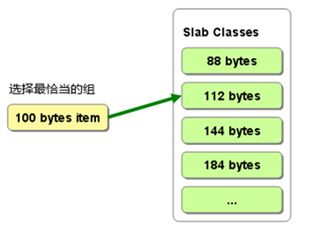 Slab Classes
88 bytes
选择最恰当的组
112 bytes
100 bytes item
144 bytes
184 bytes
...